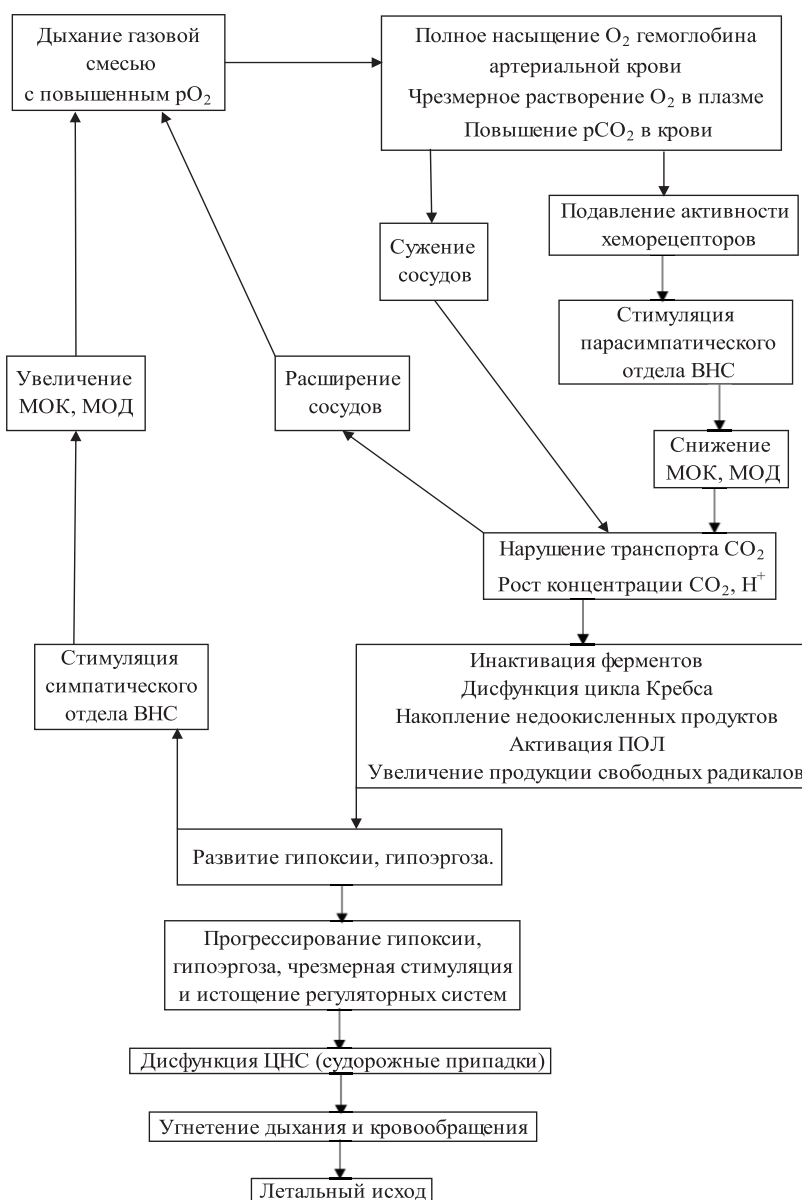 Дыхание газовой
смесью
с повышенным pO₂
Полное насыщение O₂ гемоглобина
артериальной крови
Чрезмерное растворение O₂ в плазме
Повышение pCO₂ в крови
Сужение
сосудов
Подавление активности
хеморецепторов
Стимуляция
парасимпатического
отдела ВНС
Увеличение
МОК, МОД
Расширение
сосудов
Снижение
МОК, МОД
Нарушение транспорта CO₂
Рост концентрации CO₂, H⁺
Стимуляция
симпатического
отдела ВНС
Инактивация ферментов
Дисфункция цикла Кребса
Накопление недоокисленных продуктов
Активация ПОЛ
Увеличение продукции свободных радикалов
Развитие гипоксии, гипоэргоза.
Прогрессирование гипоксии,
гипоэргоза, чрезмерная стимуляция
и истощение регуляторных систем
Дисфункция ЦНС (судорожные припадки)
Угнетение дыхания и кровообращения
Летальный исход